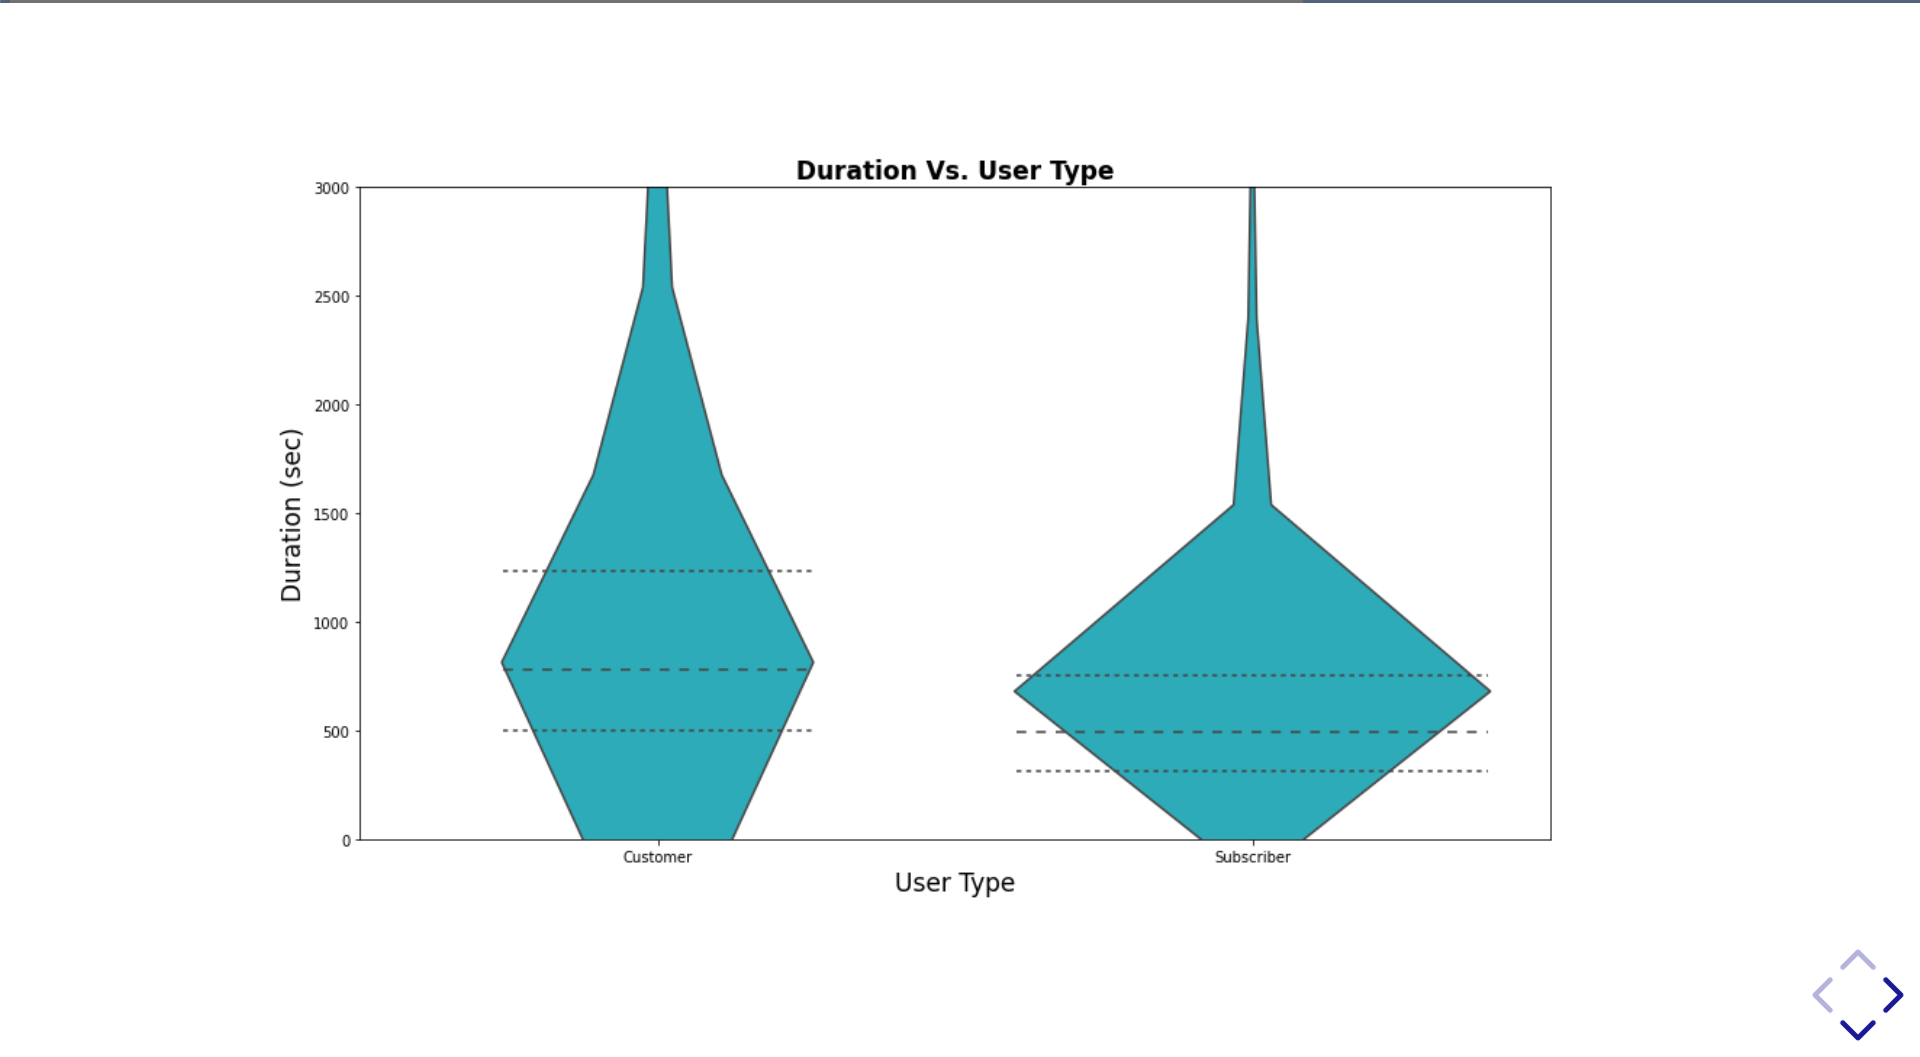 Duration Vs. User Type
3000
2500
2000
1500
1000
500
0
Duration (sec)
Customer
Subscriber
User Type